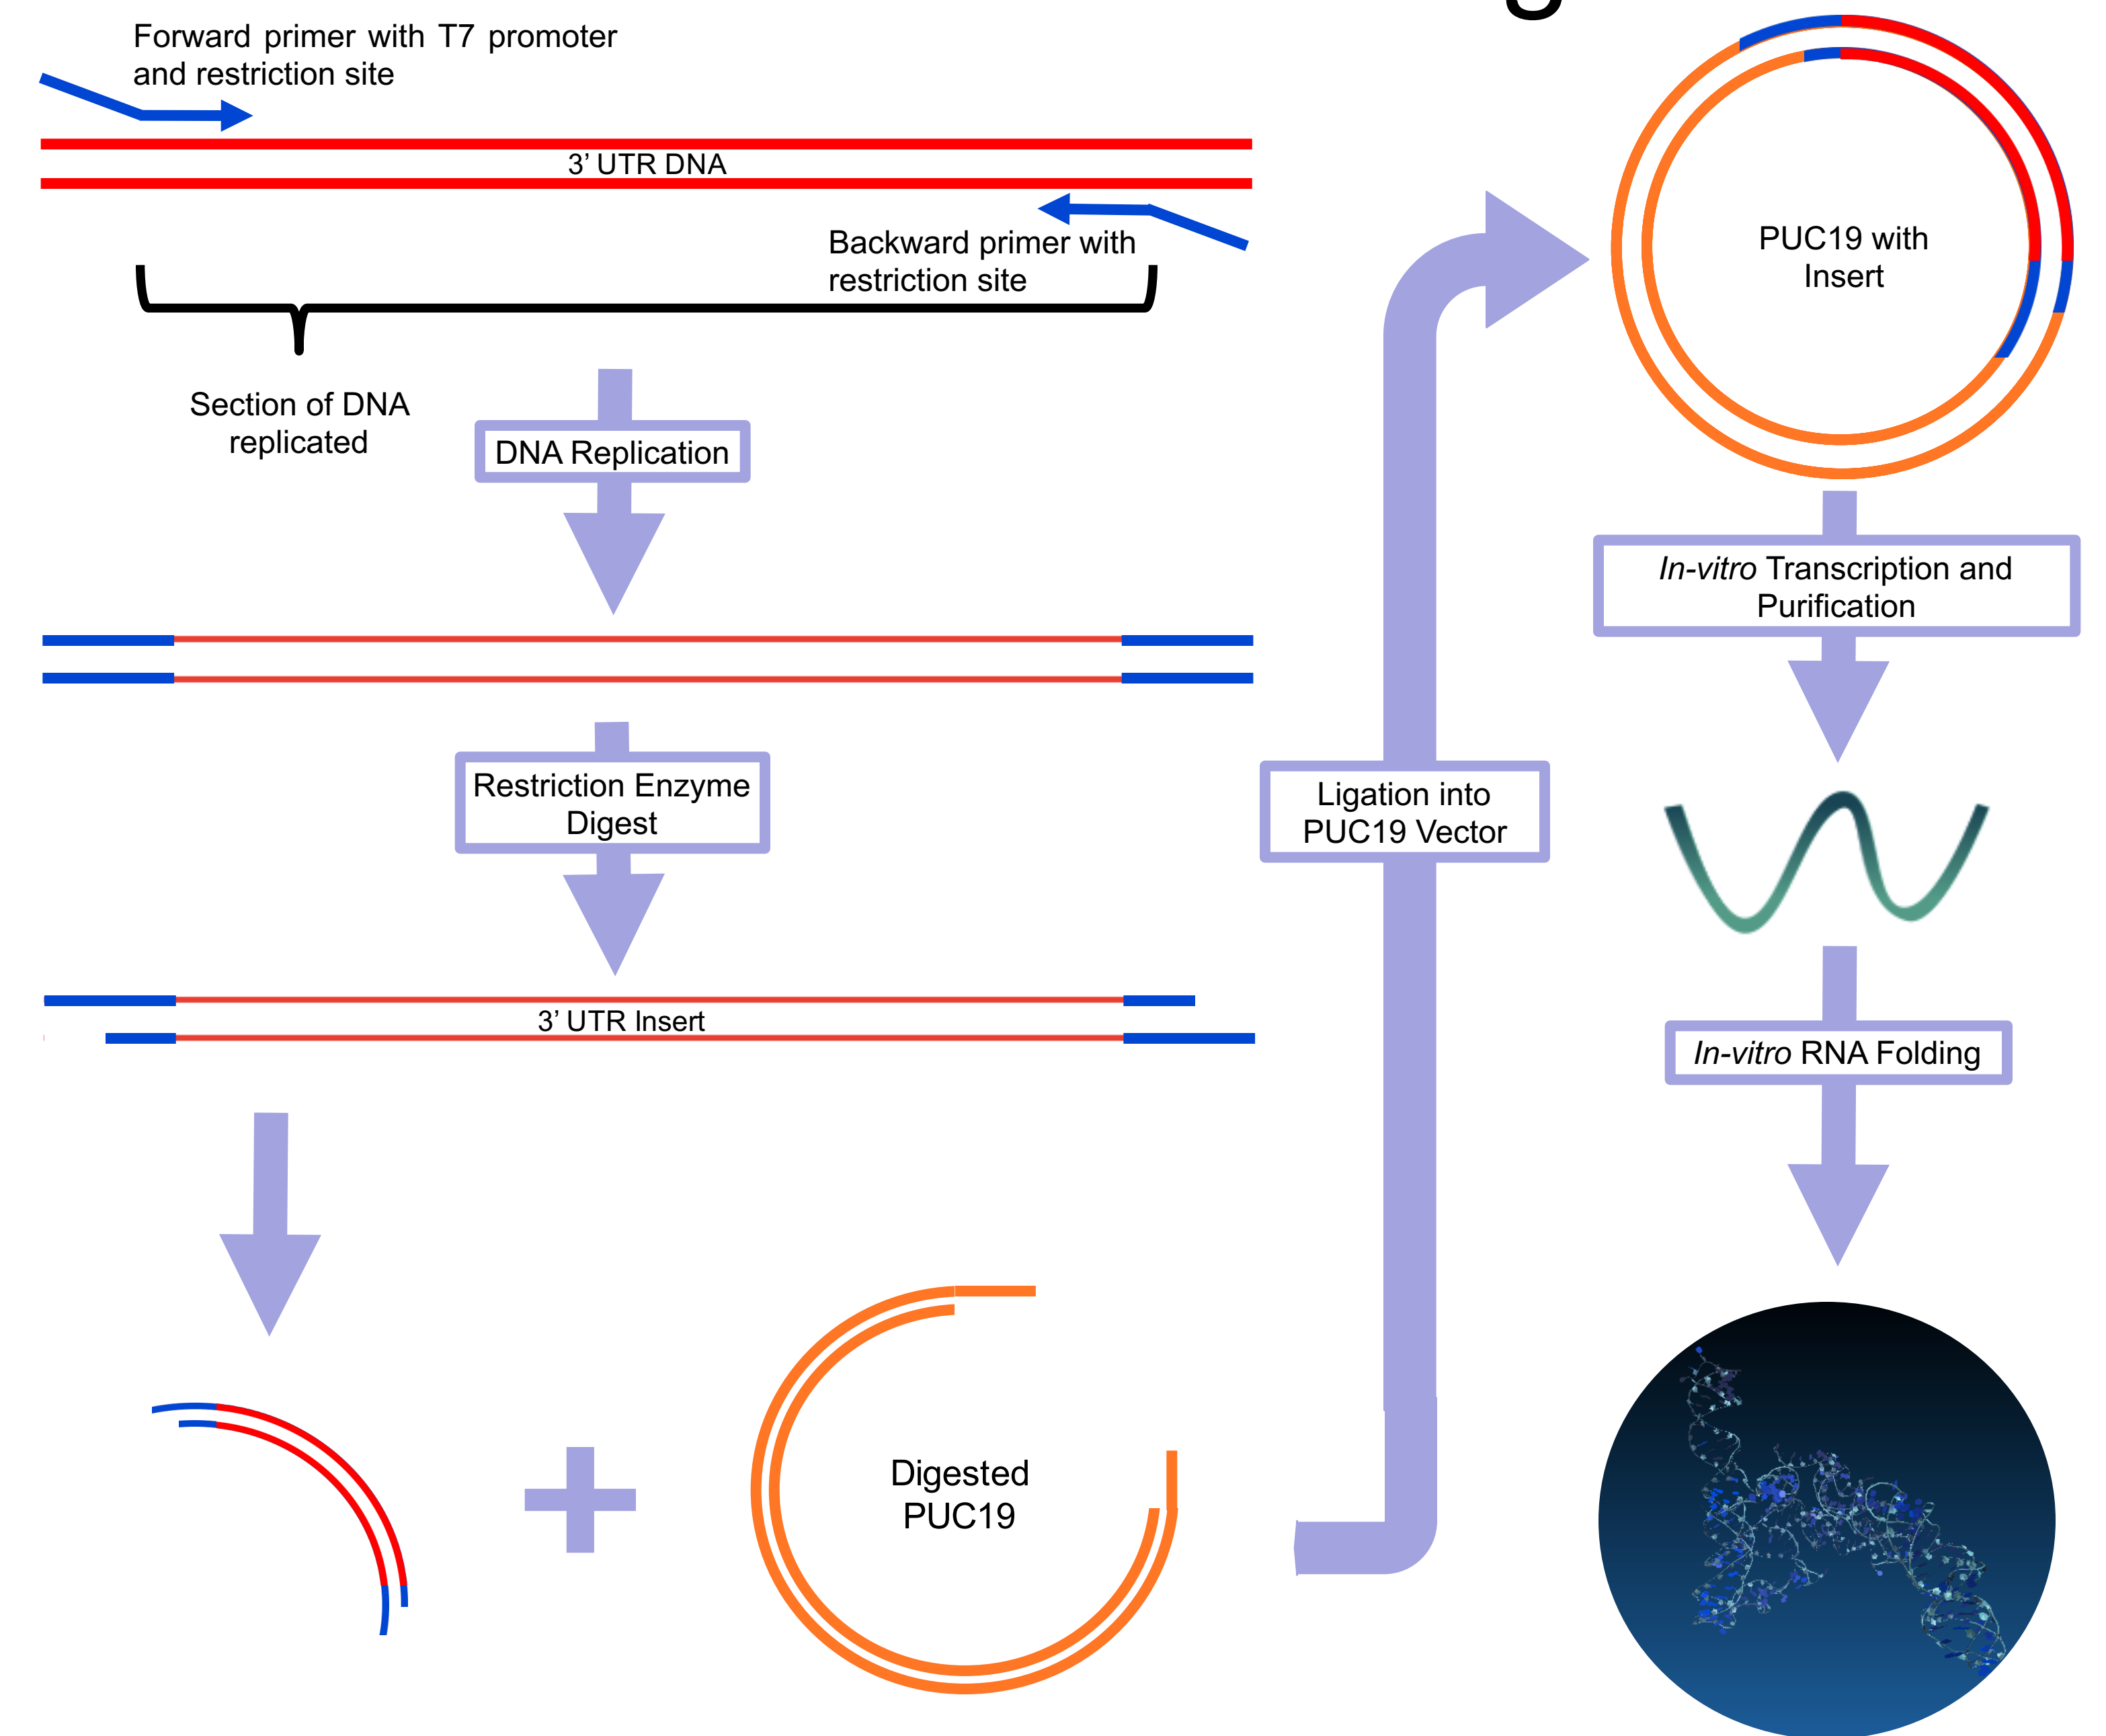 Forward primer with T7 promoter
and restriction site
3’ UTR DNA
Backward primer with
restriction site
Section of DNA
replicated
DNA Replication
Restriction Enzyme
Digest
3’ UTR Insert
Digested
PUC19
Ligation into
PUC19 Vector
PUC19 with
Insert
In-vitro Transcription and
Purification
In-vitro RNA Folding